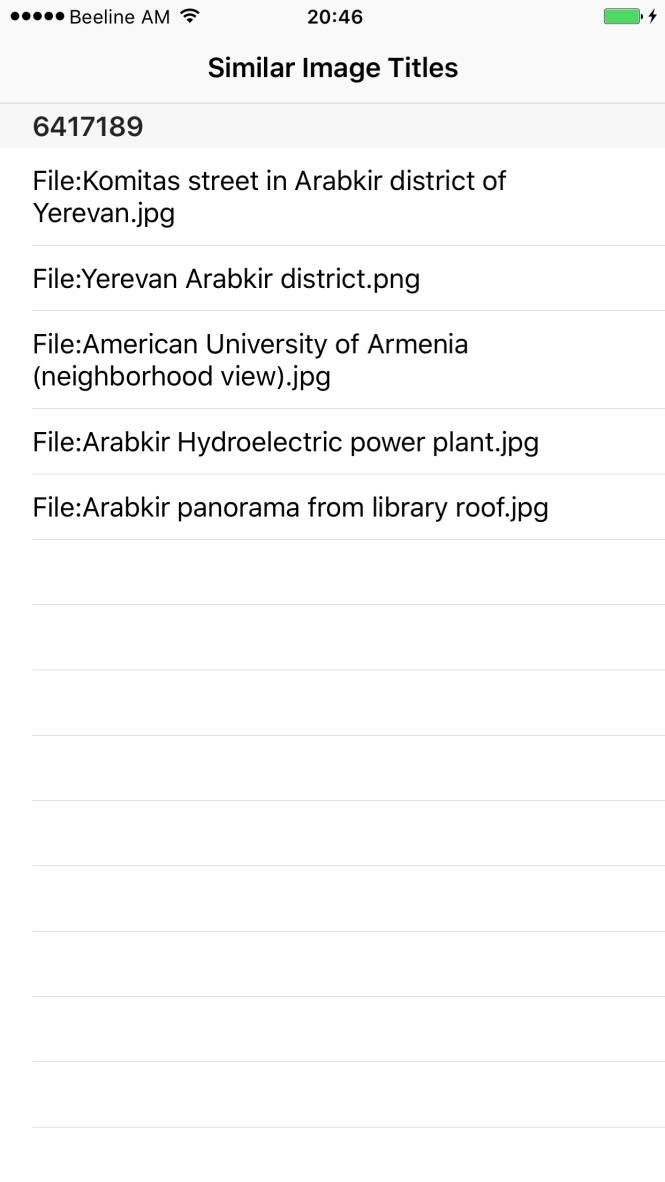 Beeline AM 20:46
Similar Image Titles
6417189
File:Komitas street in Arabkir district of
Yerevan.jpg
File:Yerevan Arabkir district.png
File:American University of Armenia
(neighborhood view).jpg
File:Arabkir Hydroelectric power plant.jpg
File:Arabkir panorama from library roof.jpg